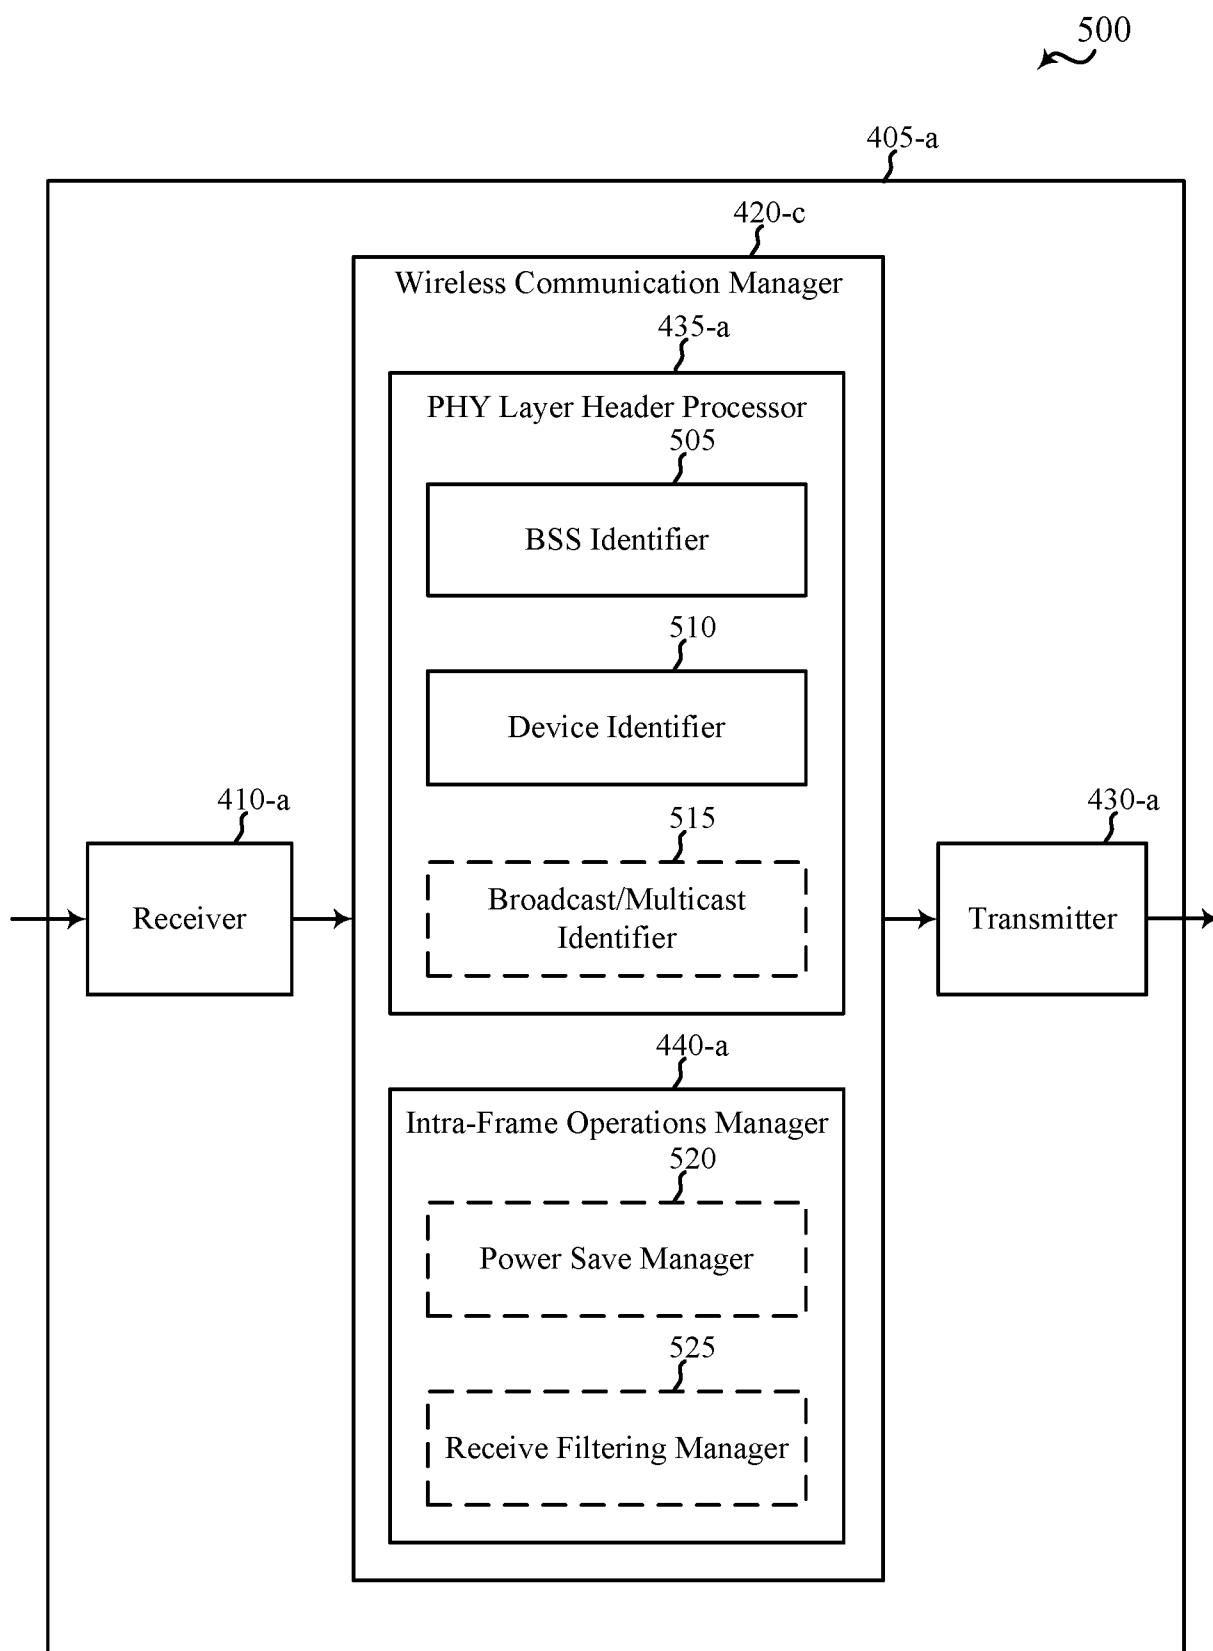 500
405-a
420-c
Wireless Communication Manager
435-a
PHY Layer Header Processor
505
BSS Identifier
510
Device Identifier
410-a
515
430-a
Receiver
Broadcast/Multicast
Identifier
Transmitter
440-a
Intra-Frame Operations Manager
520
Power Save Manager
525
Receive Filtering Manager